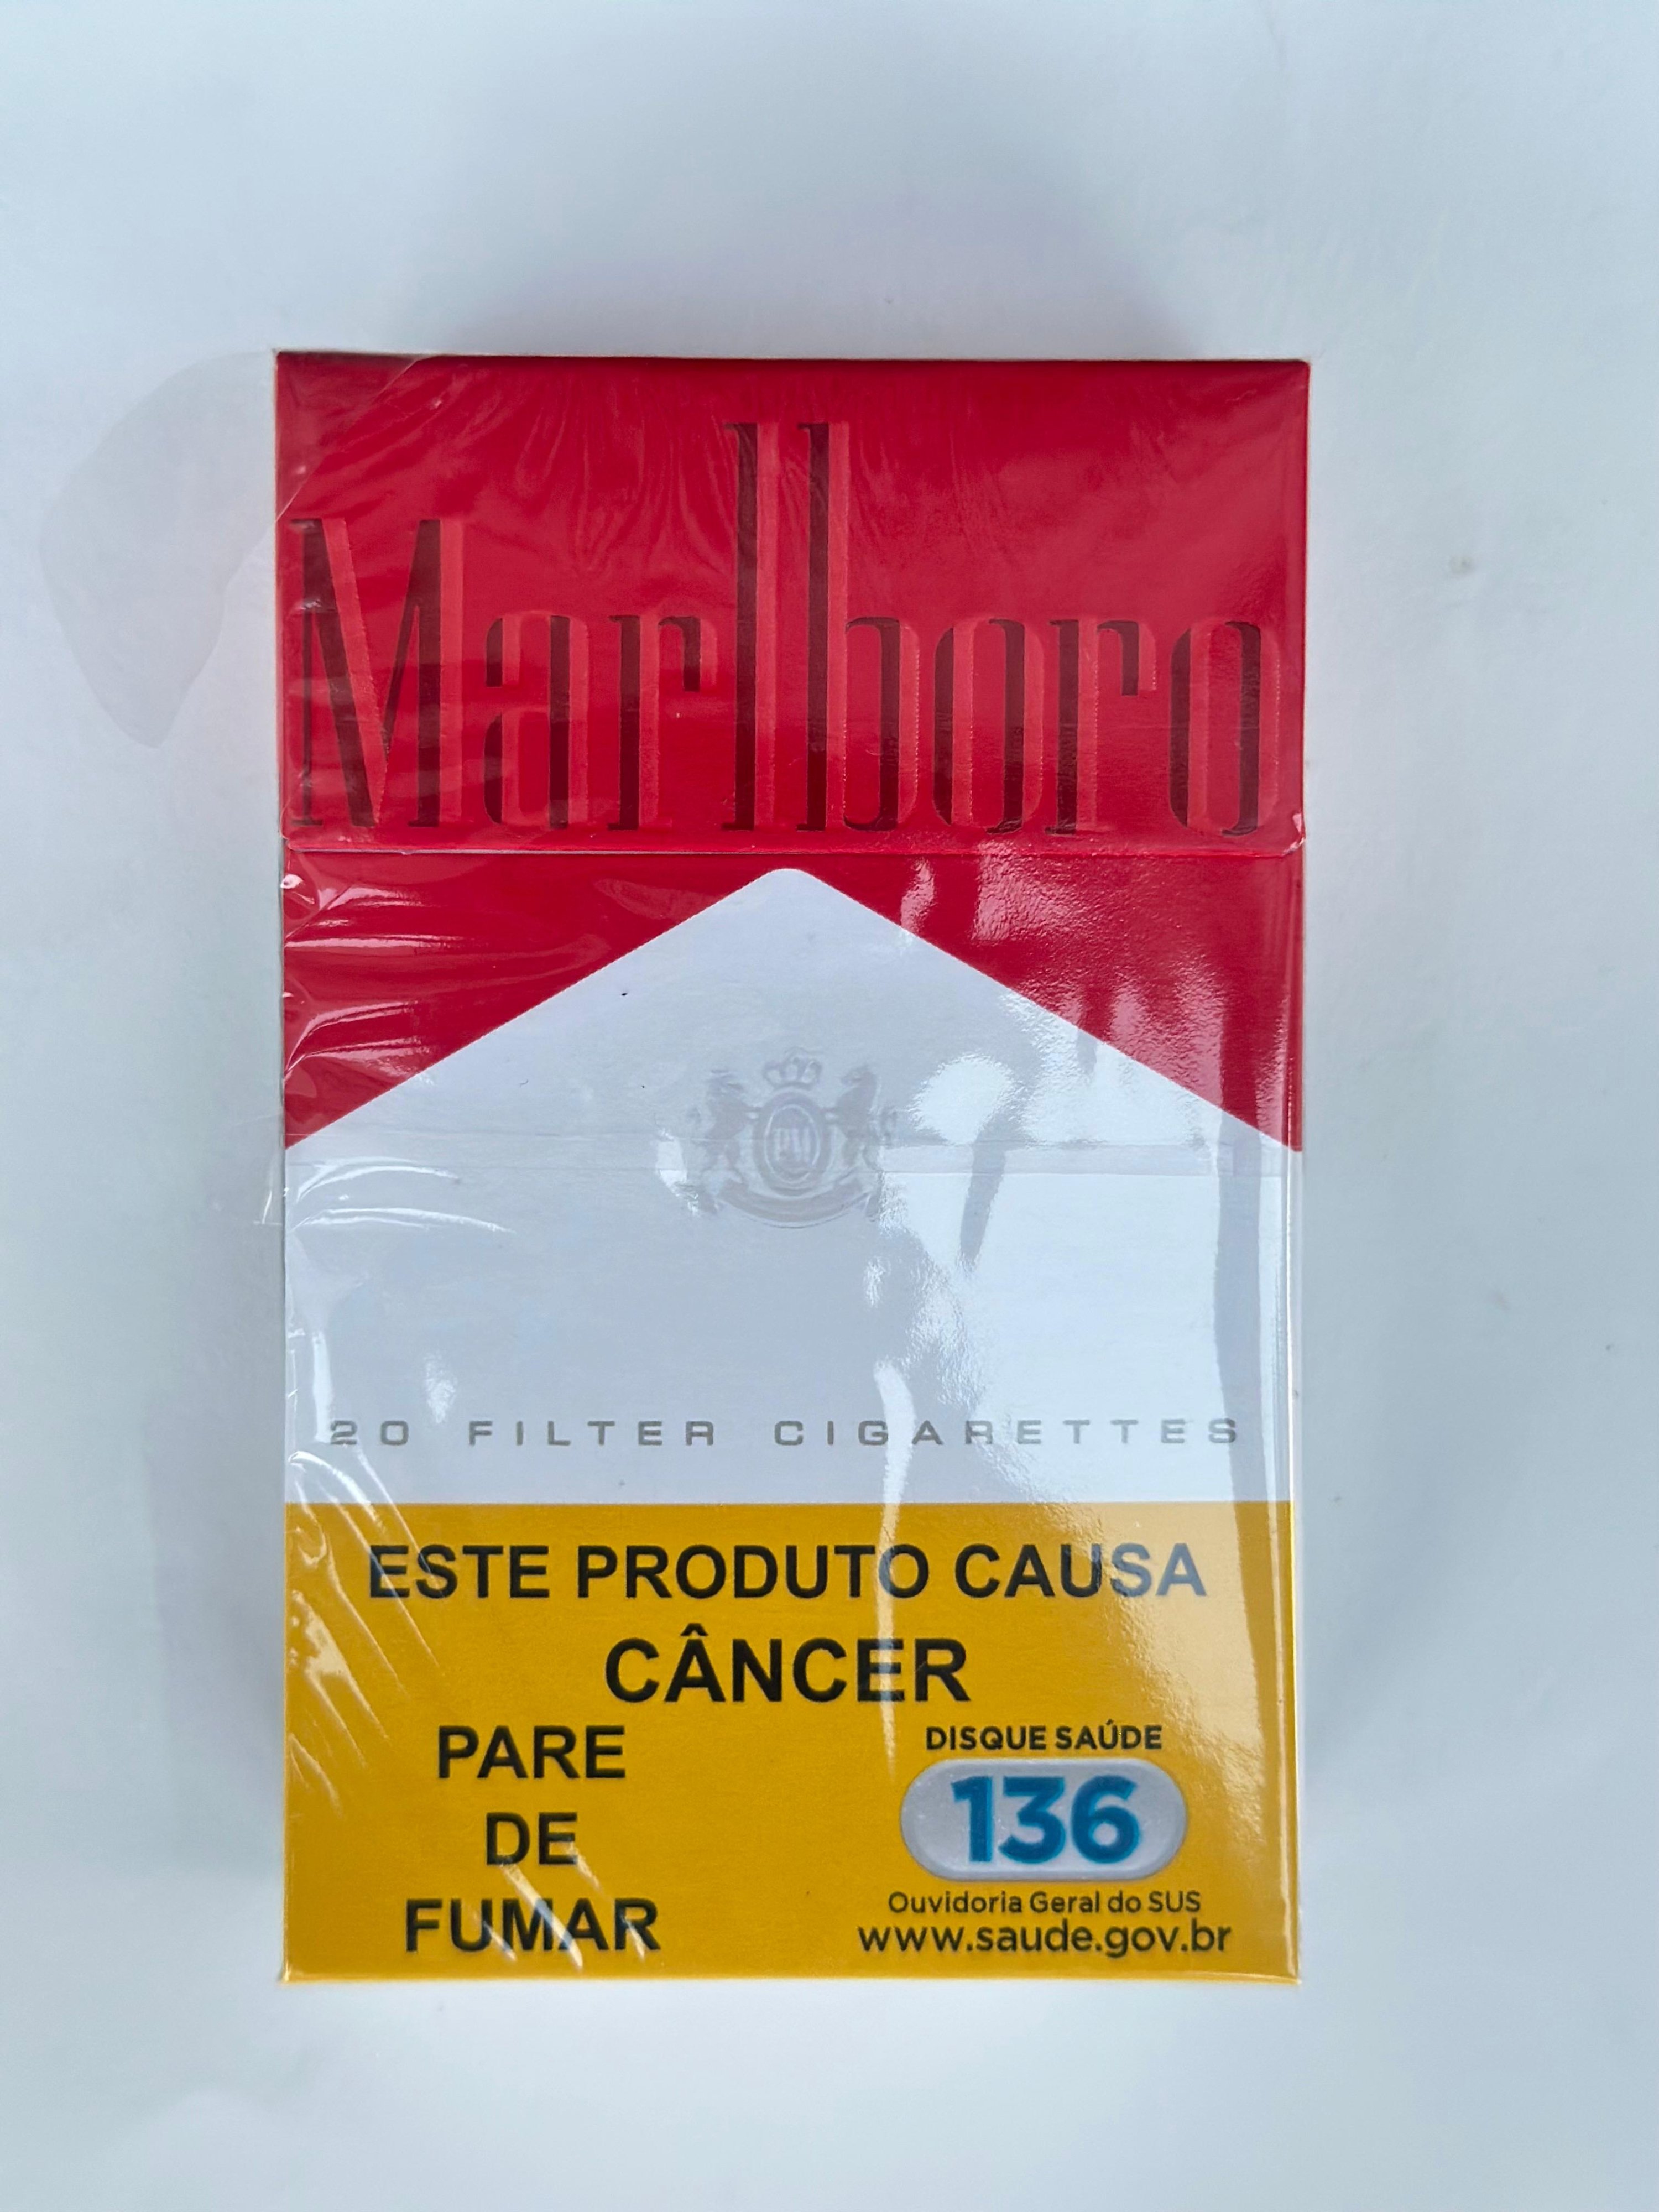 Marlboro
PM
20 FILTER CIGARETTES
ESTE PRODUTO CAUSA
CÂNCER
PARE
DE
FUMAR
DISQUE SAÚDE
136
Ouvidoria Geral do SUS
www.saude.gov.br